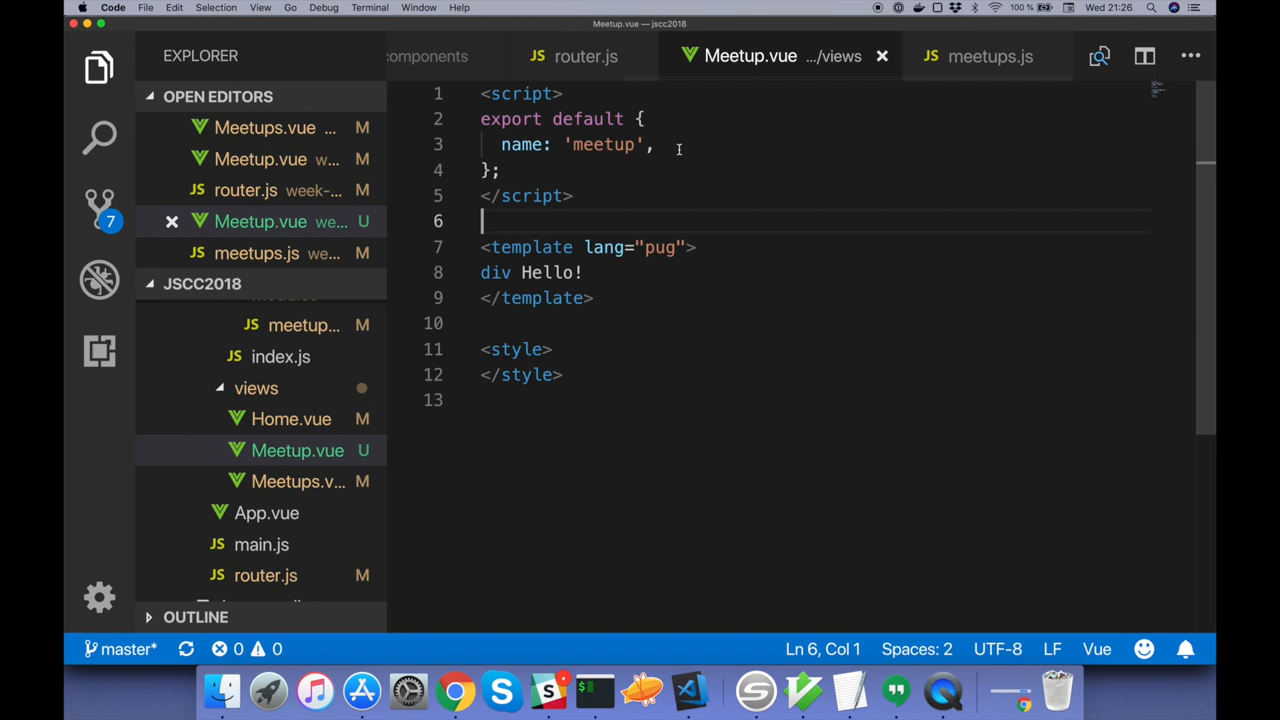 Code File Edit Selection View Go Debug Terminal Window Help 100 % Wed 21:26
Meetup.vue — jscc2018
EXPLORER
components router.js Meetup.vue .../views meetups.js
OPEN EDITORS
Meetups.vue ... M
Meetup.vue we... M
router.js week-... M
Meetup.vue we... U
meetups.js we... M
JSCC2018
meetup... M
index.js
views
Home.vue M
Meetup.vue U
Meetups.v... M
App.vue
main.js
router.js M
OUTLINE
7
1 <script>
2 export default {
3 name: 'meetup',
4 };
5 </script>
6
7 <template lang="pug">
8 div Hello!
9 </template>
10
11 <style>
12 </style>
13
master* 0 0 Ln 6, Col 1 Spaces: 2 UTF-8 LF Vue